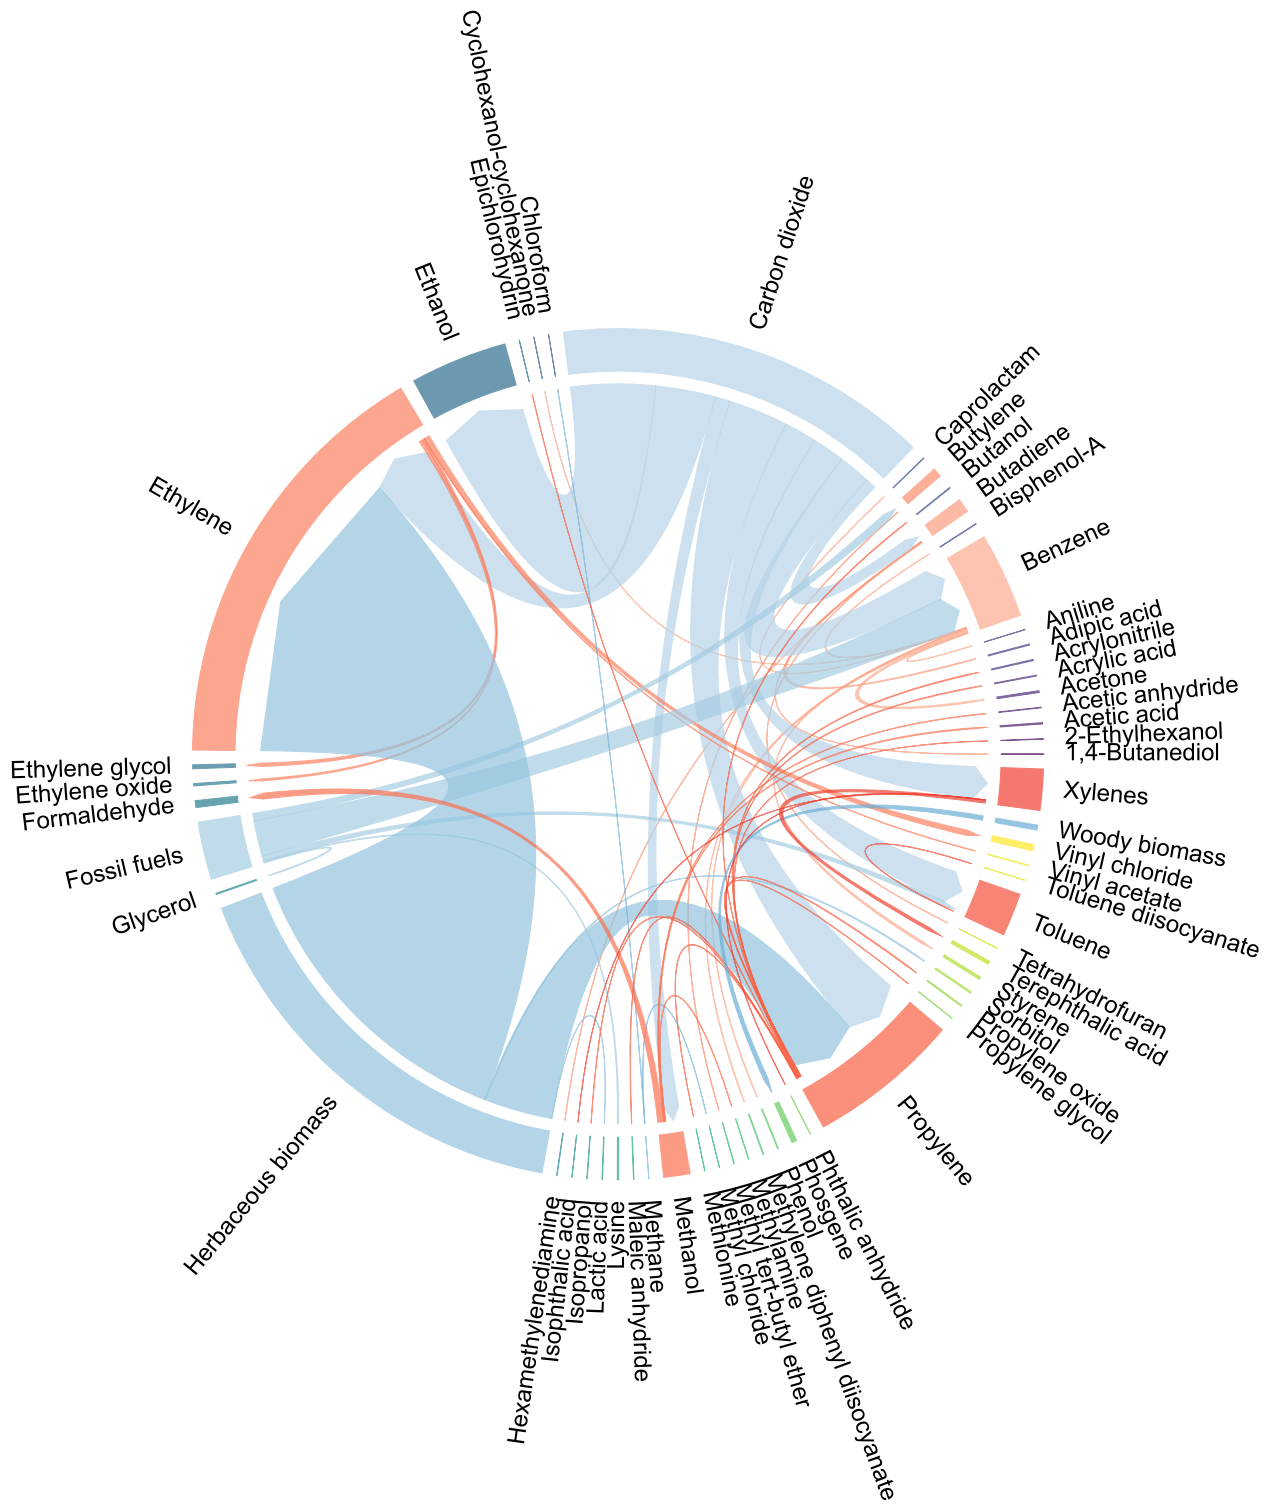 Cyclohexanol-cyclohexanone
Epichlorohydrin
Chloroform
Carbon dioxide
Ethanol
Caprolactam
Butylene
Butanol
Butadiene
Bisphenol-A
Benzene
Aniline
Adipic acid
Acrylonitrile
Acrylic acid
Acetone
Acetic anhydride
Acetic acid
2-Ethylhexanol
1,4-Butanediol
Xylenes
Woody biomass
Vinyl chloride
Vinyl acetate
Toluene diisocyanate
Toluene
Tetrahydrofuran
Terephthalic acid
Styrene
Sorbitol
Propylene oxide
Propylene glycol
Propylene
Phthalic anhydride
Phosgene
Phenol
Methylene diphenyl diisocyanate
Methylamine
Methyl tert-butyl ether
Methyl chloride
Methionine
Methanol
Methane
Maleic anhydride
Lysine
Lactic acid
Isopropanol
Isophthalic acid
Hexamethylenediamine
Herbaceous biomass
Glycerol
Fossil fuels
Formaldehyde
Ethylene oxide
Ethylene glycol
Ethylene